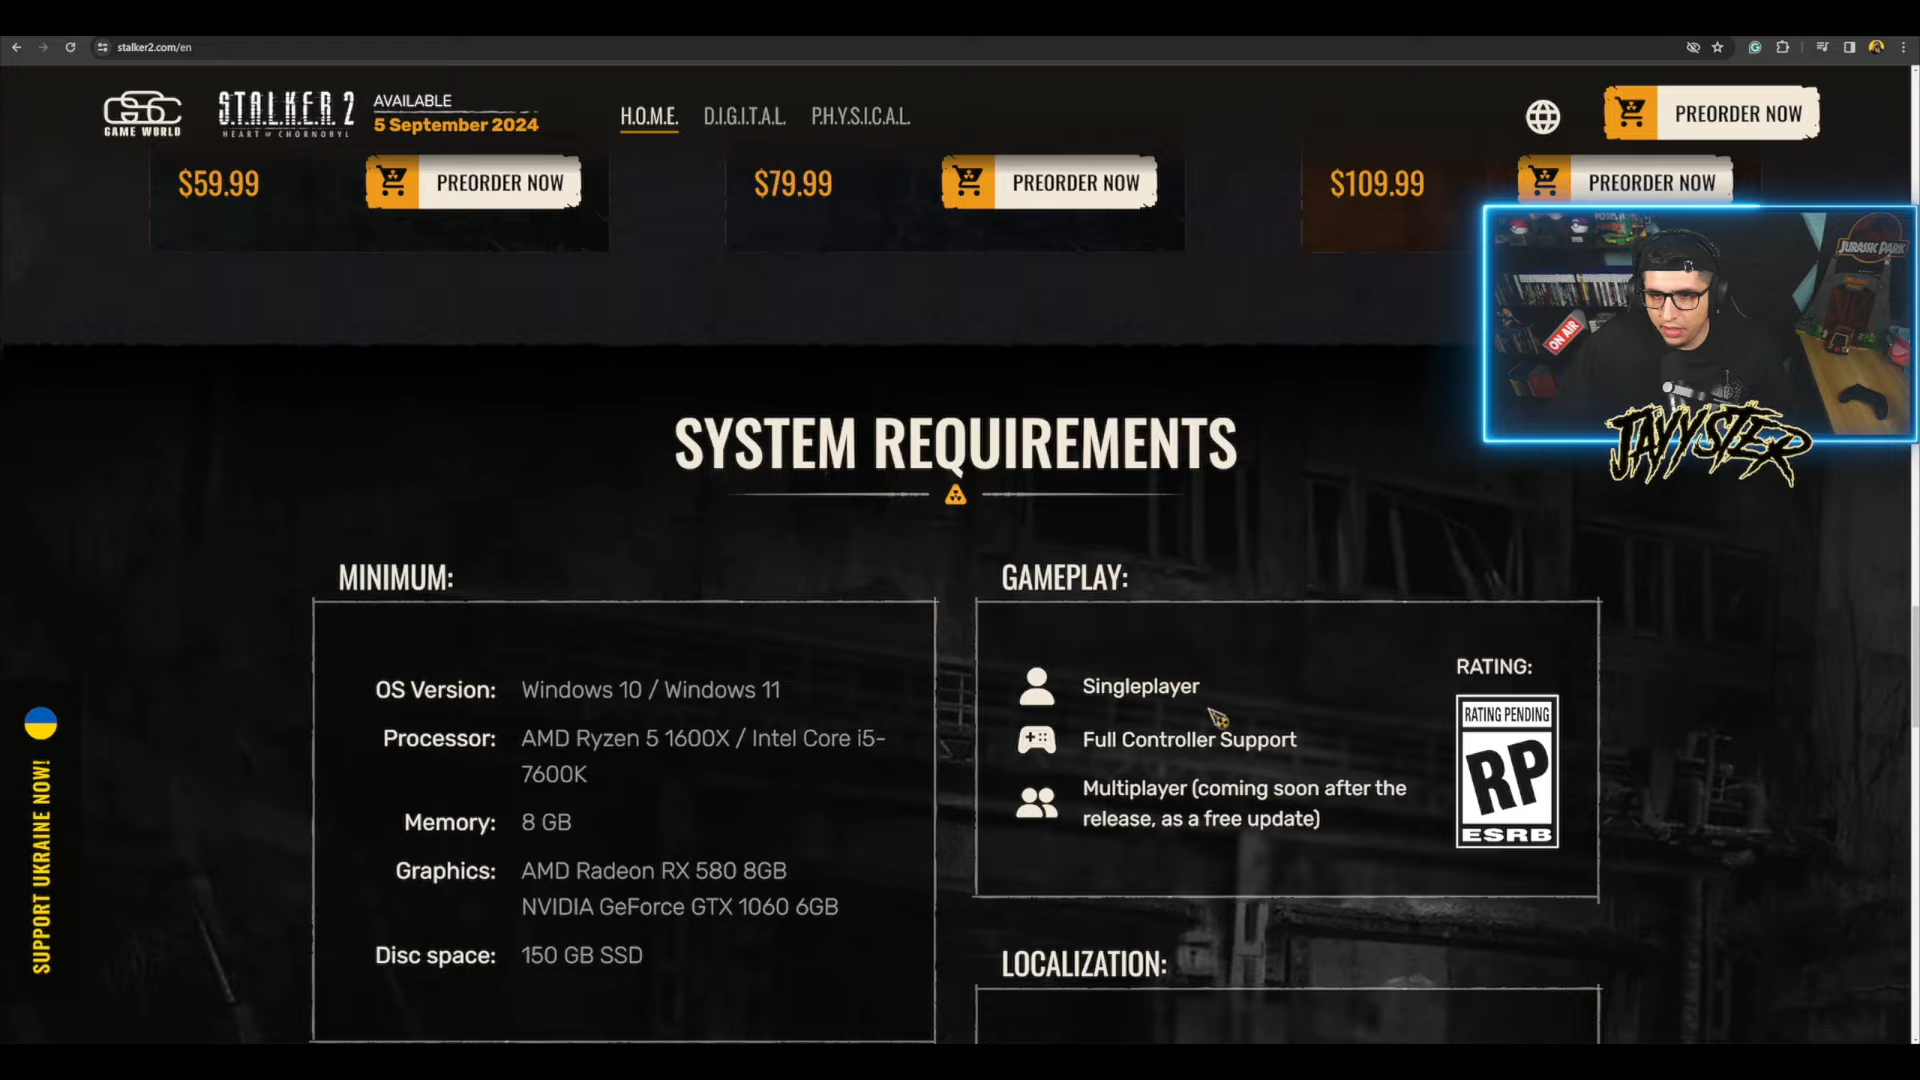 stalker2.com/en
GSC
GAME WORLD
S.T.A.L.K.E.R. 2
HEART OF CHORNOBYL
AVAILABLE
5 September 2024
H.O.M.E.
D.I.G.I.T.A.L.
P.H.Y.S.I.C.A.L.
PREORDER NOW
$59.99
PREORDER NOW
$79.99
PREORDER NOW
$109.99
PREORDER NOW
JURASSIC PARK
ON AIR
JAYYSTER
SYSTEM REQUIREMENTS
MINIMUM:
OS Version: Windows 10 / Windows 11
Processor: AMD Ryzen 5 1600X / Intel Core i5-
7600K
Memory: 8 GB
Graphics: AMD Radeon RX 580 8GB
NVIDIA GeForce GTX 1060 6GB
Disc space: 150 GB SSD
GAMEPLAY:
Singleplayer
Full Controller Support
Multiplayer (coming soon after the
release, as a free update)
RATING:
RATING PENDING
RP
ESRB
LOCALIZATION:
SUPPORT UKRAINE NOW!